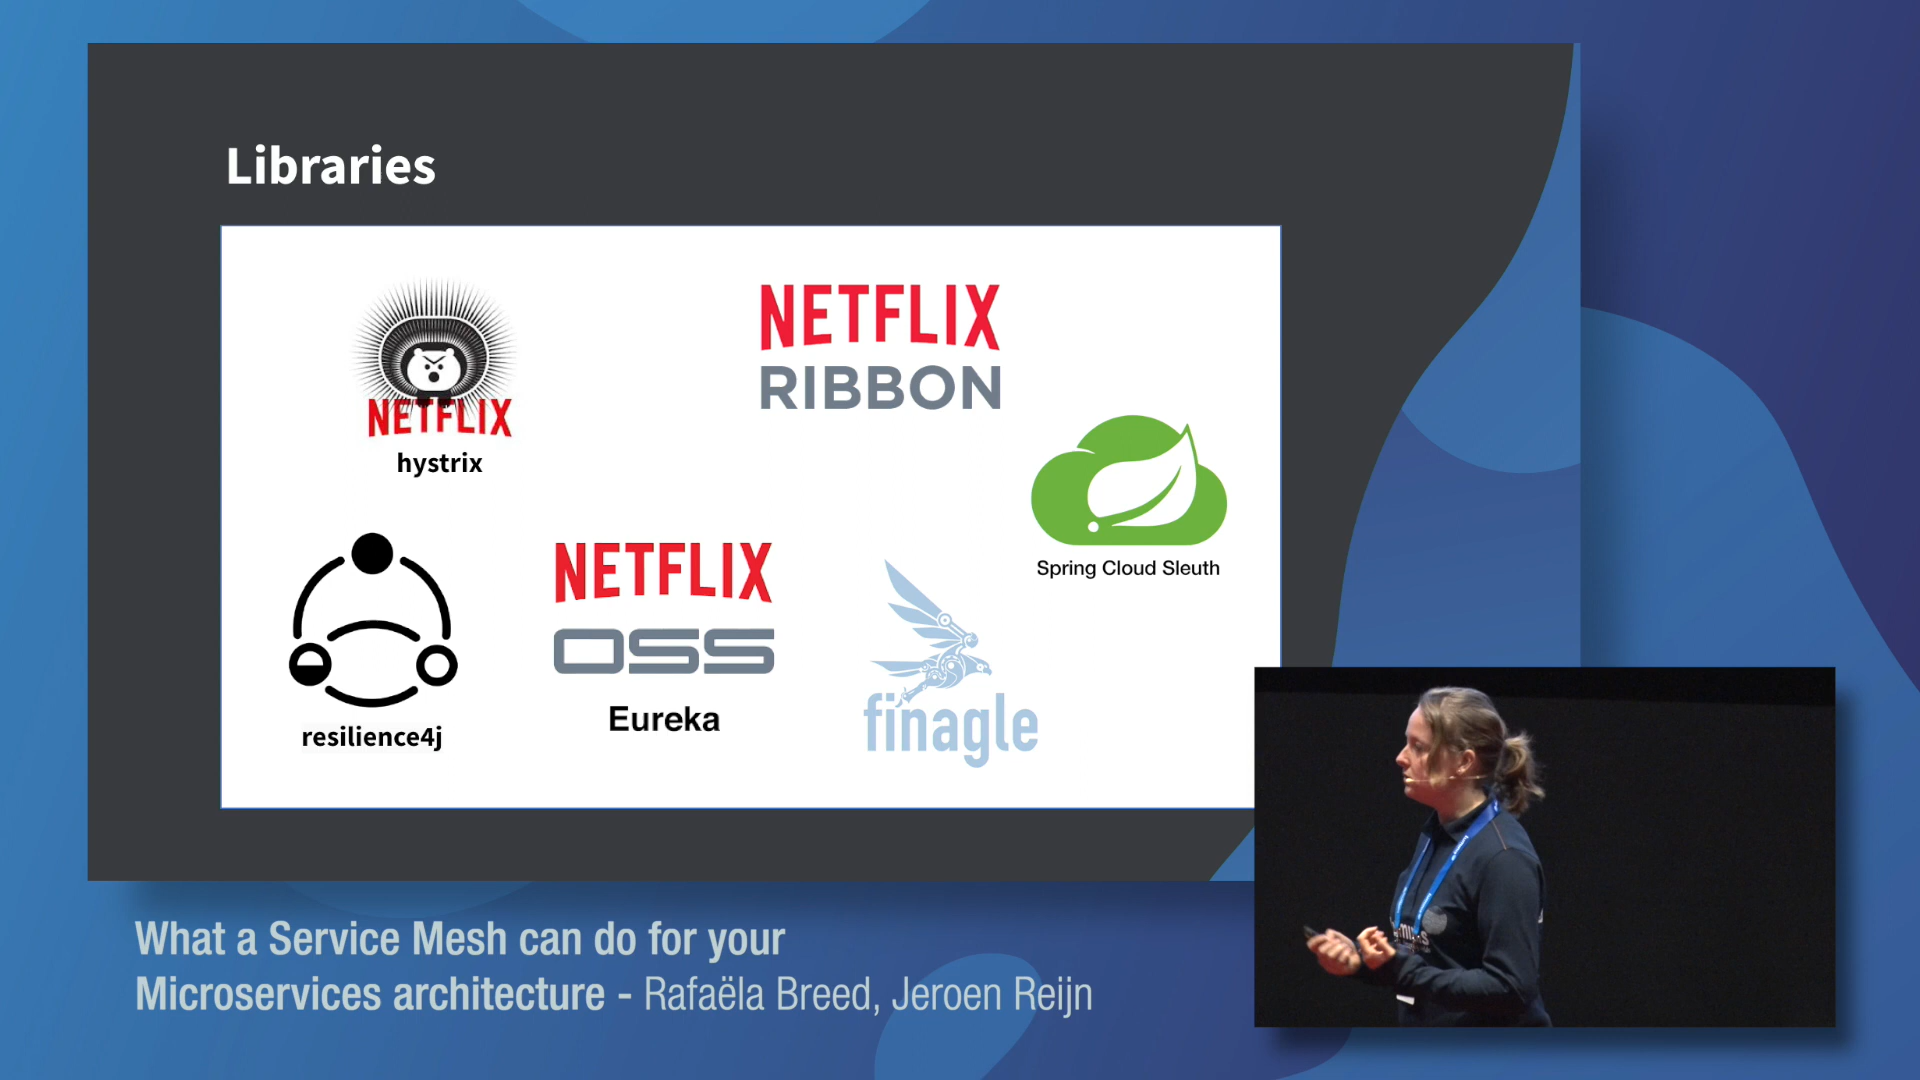 Libraries
NETFLIX
hystrix
NETFLIX
RIBBON
Spring Cloud Sleuth
resilience4j
NETFLIX
OSS
Eureka
finagle
What a Service Mesh can do for your
Microservices architecture - Rafaëla Breed, Jeroen Reijn